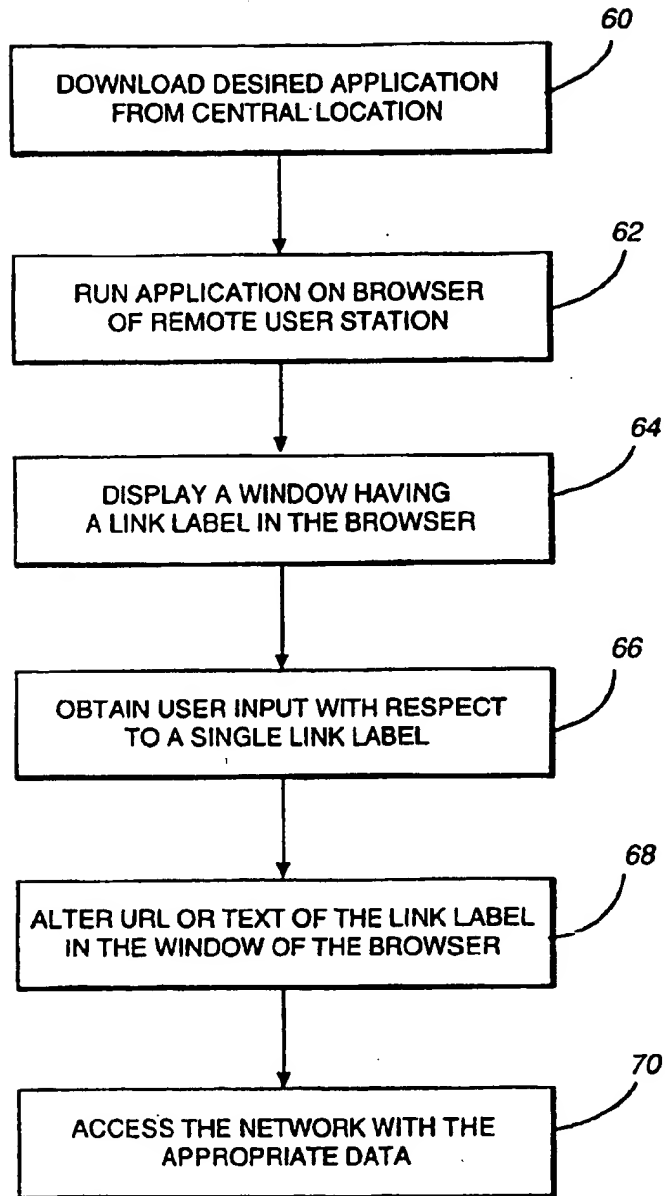 60
DOWNLOAD DESIRED APPLICATION
FROM CENTRAL LOCATION
62
RUN APPLICATION ON BROWSER
OF REMOTE USER STATION
64
DISPLAY A WINDOW HAVING
A LINK LABEL IN THE BROWSER
66
OBTAIN USER INPUT WITH RESPECT
TO A SINGLE LINK LABEL
68
ALTER URL OR TEXT OF THE LINK LABEL
IN THE WINDOW OF THE BROWSER
70
ACCESS THE NETWORK WITH THE
APPROPRIATE DATA